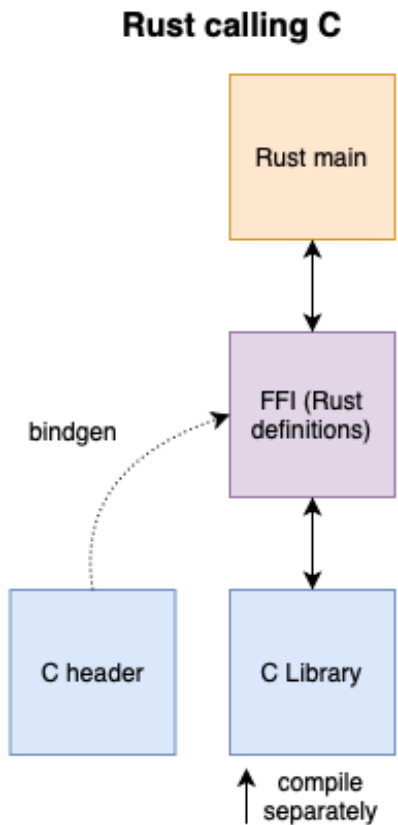 Rust calling C
Rust main
FFI (Rust
definitions)
bindgen
C header
C Library
compile
separately